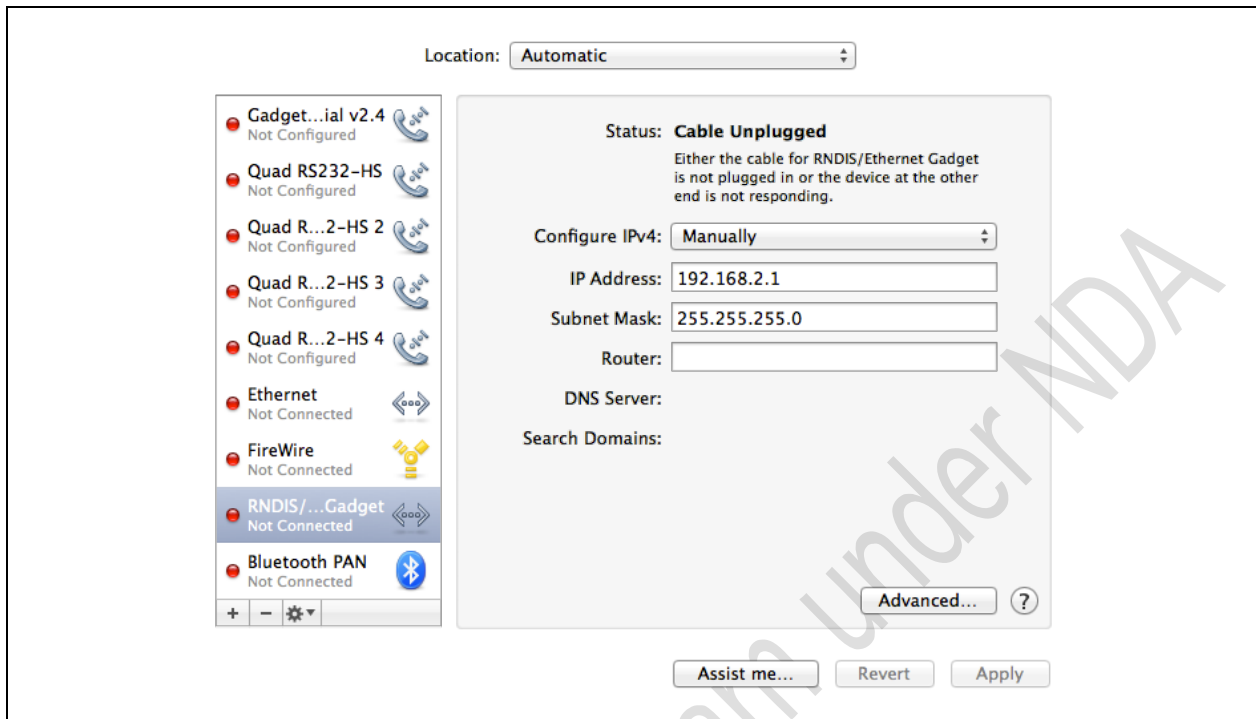 Location: Automatic
Gadget...ial v2.4
Not Configured
Quad RS232-HS
Not Configured
Quad R...2-HS 2
Not Configured
Quad R...2-HS 3
Not Configured
Quad R...2-HS 4
Not Configured
Ethernet
Not Connected
FireWire
Not Connected
RNDIS/...Gadget
Not Connected
Bluetooth PAN
Not Connected
Status: Cable Unplugged
Either the cable for RNDIS/Ethernet Gadget
is not plugged in or the device at the other
end is not responding.
Configure IPv4: Manually
IP Address: 192.168.2.1
Subnet Mask: 255.255.255.0
Router:
DNS Server:
Search Domains:
Advanced... ?
Assist me... Revert Apply
under NDA